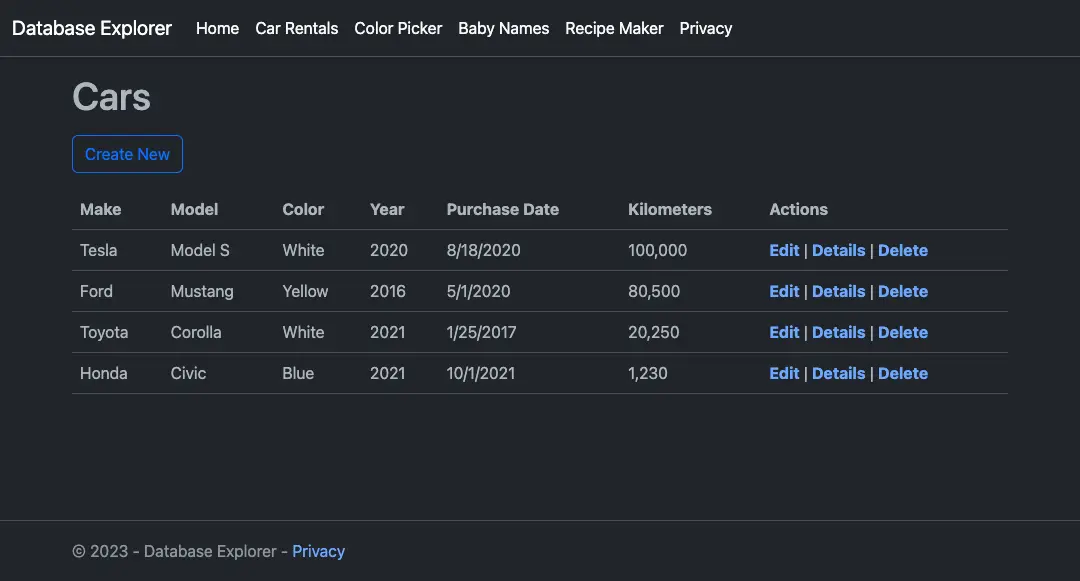 Database Explorer Home Car Rentals Color Picker Baby Names Recipe Maker Privacy
Cars
Create New
Make Model Color Year Purchase Date Kilometers Actions
Tesla Model S White 2020 8/18/2020 100,000 Edit | Details | Delete
Ford Mustang Yellow 2016 5/1/2020 80,500 Edit | Details | Delete
Toyota Corolla White 2021 1/25/2017 20,250 Edit | Details | Delete
Honda Civic Blue 2021 10/1/2021 1,230 Edit | Details | Delete
© 2023 - Database Explorer - Privacy